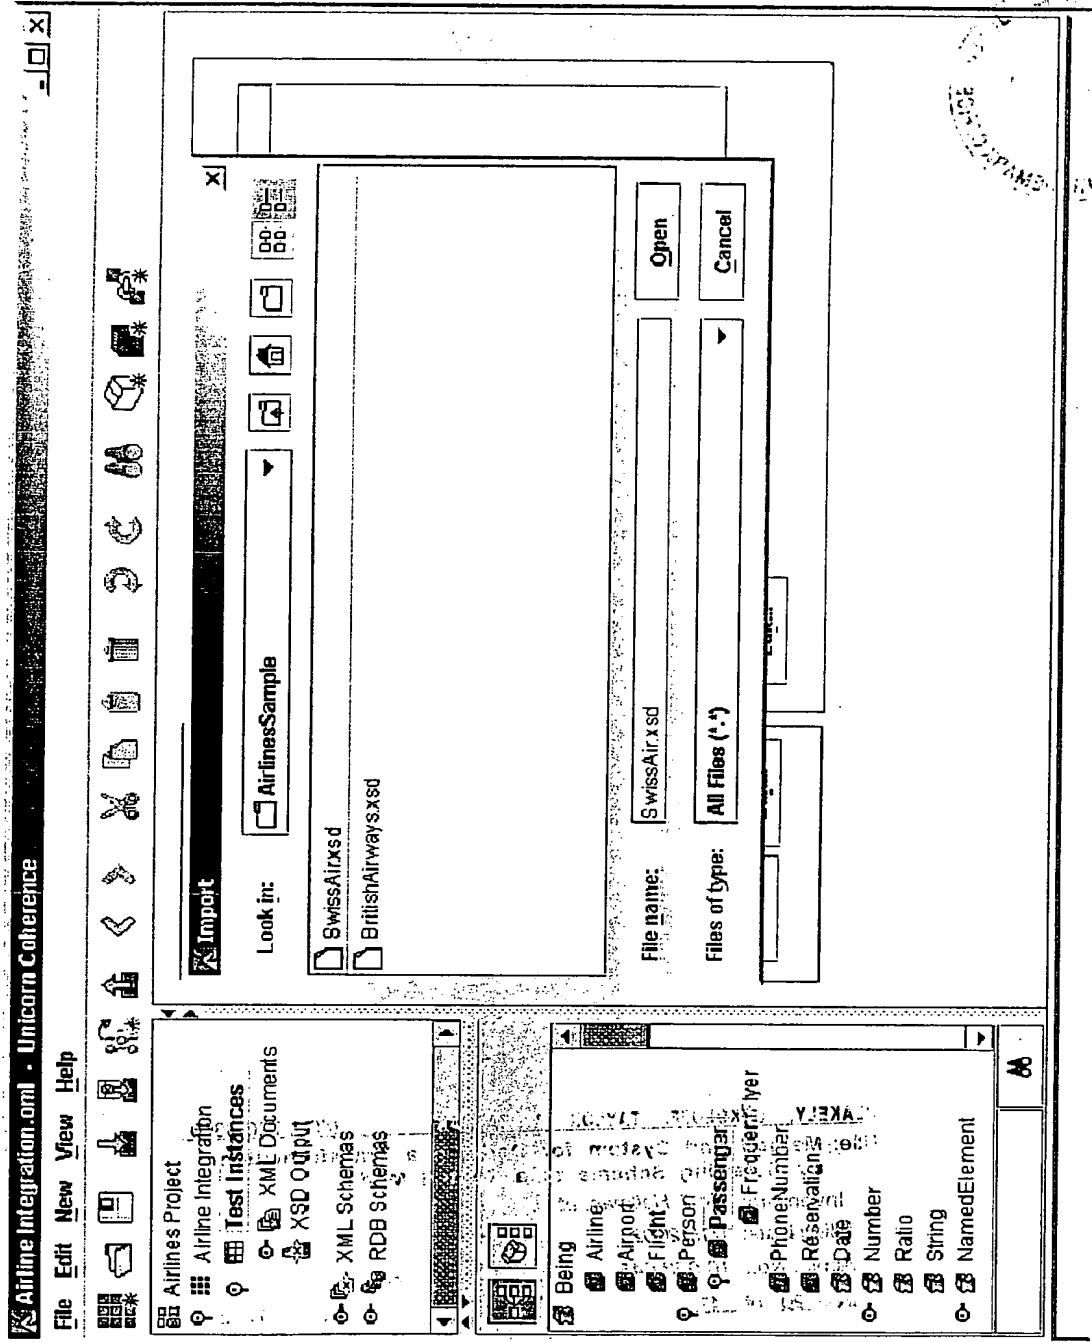 Airline Integration.oml - Unicorn Coherence
File Edit New View Help
Airlines Project
Airline Integration
Test Instances
XML Documents
XSD Output
XML Schemas
RDB Schemas
Being
Airline
Airport
Flight
Person
Passenger
FrequentFlyer
PhoneNumber
Reservation
Date
Number
Ratio
String
NamedElement
Import
Look in:
AirlinesSample
SwissAir.xsd
BritishAirways.xsd
File name:
SwissAir.xsd
Open
Files of type:
All Files (*.*)
Cancel